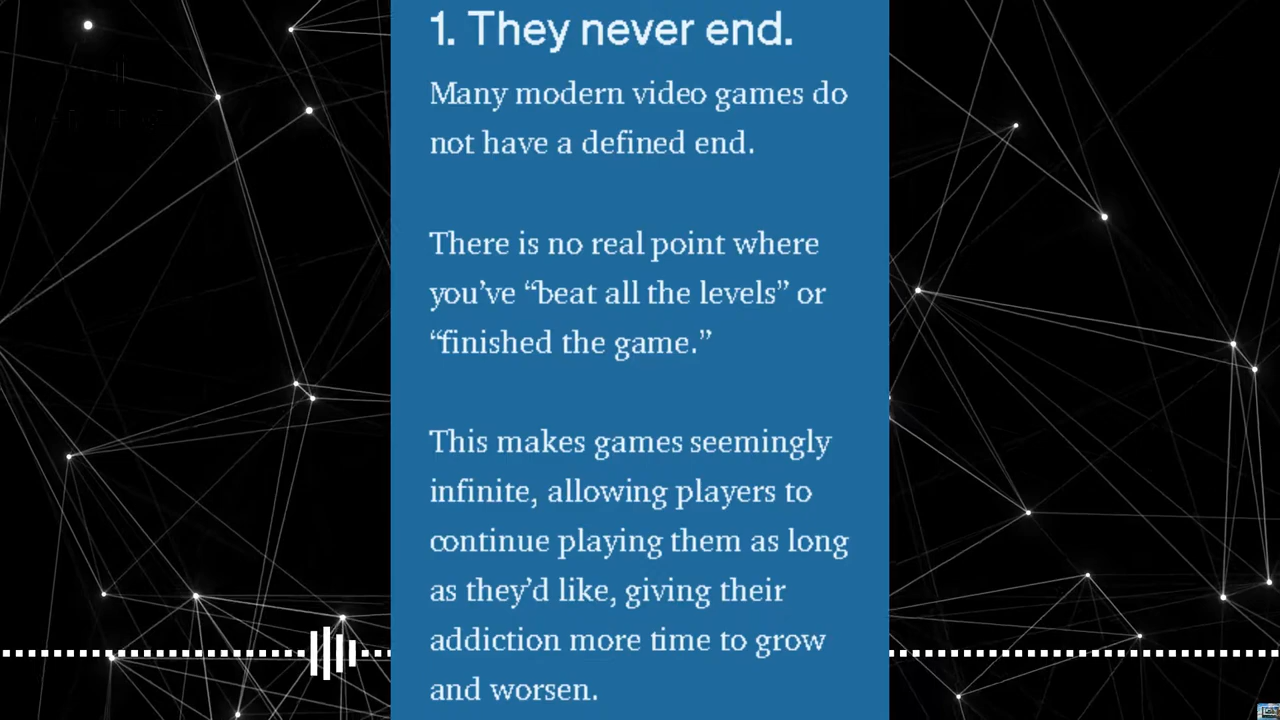 1. They never end.
Many modern video games do
not have a defined end.
There is no real point where
you’ve “beat all the levels” or
“finished the game.”
This makes games seemingly
infinite, allowing players to
continue playing them as long
as they’d like, giving their
addiction more time to grow
and worsen.